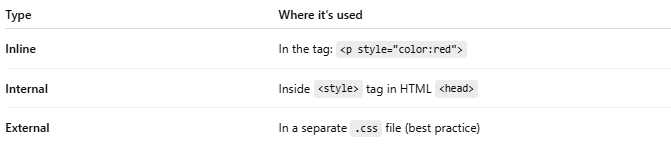 Type Where it's used
Inline In the tag: <p style="color:red">
Internal Inside <style> tag in HTML <head>
External In a separate .css file (best practice)